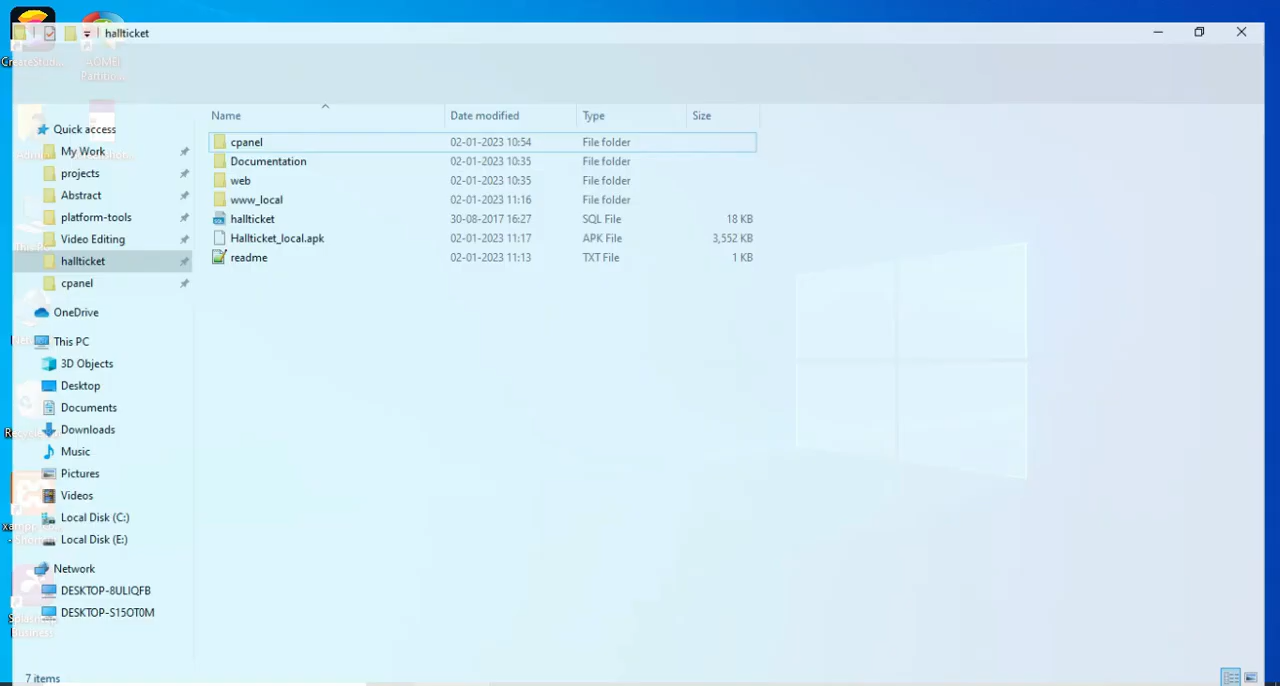 hallticket
CreateStud...
AOMEI
Partitio...
Name Date modified Type Size
Quick access
My Work
projects
Abstract
platform-tools
Video Editing
hallticket
cpanel
OneDrive
This PC
3D Objects
Desktop
Documents
Downloads
Music
Pictures
Videos
Local Disk (C:)
Local Disk (E:)
Network
DESKTOP-8ULIQFB
DESKTOP-S15OT0M
cpanel 02-01-2023 10:54 File folder
Documentation 02-01-2023 10:35 File folder
web 02-01-2023 10:35 File folder
www_local 02-01-2023 11:16 File folder
hallticket 30-08-2017 16:27 SQL File 18 KB
Hallticket_local.apk 02-01-2023 11:17 APK File 3,552 KB
readme 02-01-2023 11:13 TXT File 1 KB
Business
7 items